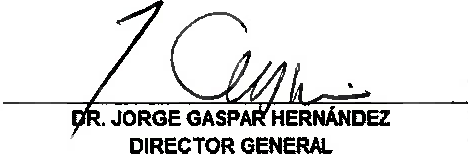 DR. JORGE GASPAR HERNÁNDEZ
DIRECTOR GENERAL